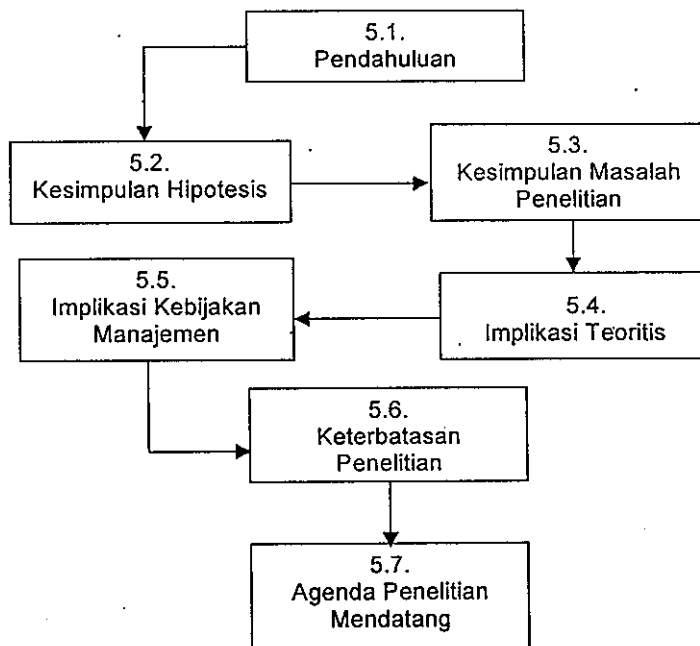 5.1.
Pendahuluan
5.2.
Kesimpulan Hipotesis
5.3.
Kesimpulan Masalah
Penelitian
5.4.
Implikasi Teoritis
5.5.
Implikasi Kebijakan
Manajemen
5.6.
Keterbatasan
Penelitian
5.7.
Agenda Penelitian
Mendatang